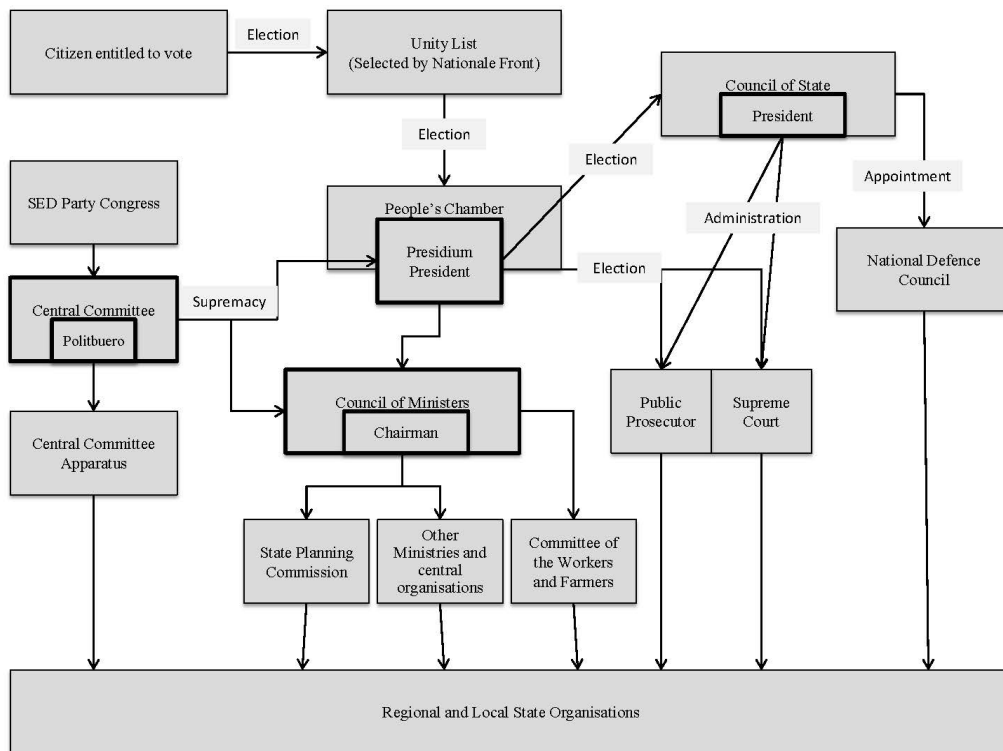 Citizen entitled to vote
Election
Unity List
(Selected by Nationale Front)
Council of State
President
Election
Election
Appointment
SED Party Congress
People's Chamber
Administration
Presidium
President
National Defence
Council
Election
Supremacy
Central Committee
Politbuero
Council of Ministers
Chairman
Public
Prosecutor
Supreme
Court
Central Committee
Apparatus
State Planning
Commission
Other
Ministries and
central
organisations
Committee of
the Workers
and Farmers
Regional and Local State Organisations